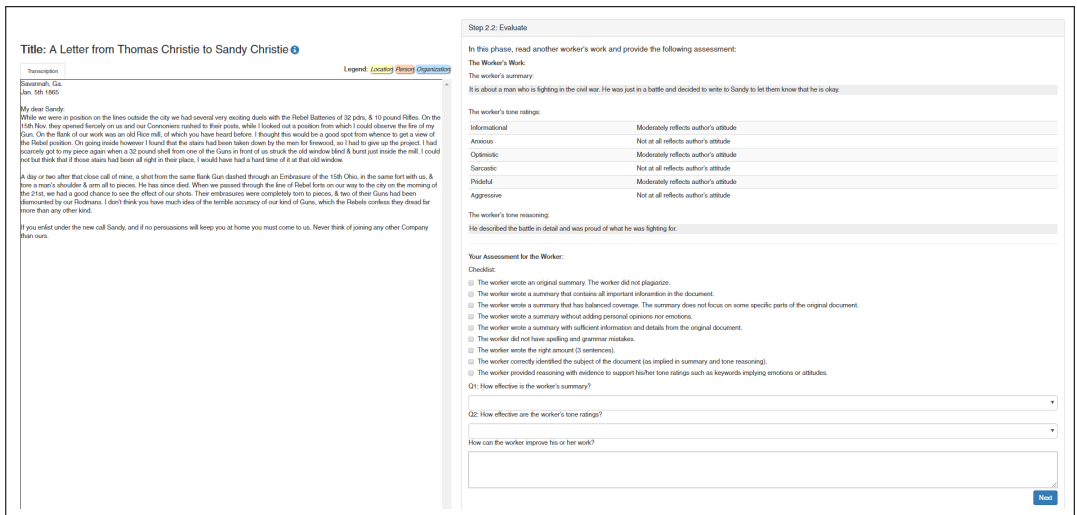 Title: A Letter from Thomas Christie to Sandy Christie
Transcription
Legend: Location Person Organization
Savannah, Ga.
Jan. 5th 1865
My dear Sandy:
While we were in position on the lines outside the city we had several very exciting duels with the Rebel Batteries of 32 pdrs, & 10 pound Rifles. On the
15th Nov. they opened fiercely on us and our Connoniers rushed to their posts, while I looked out a position from which I could observe the fire of my
Gun. On the flank of our work was an old Rice mill, of which you have heard before. I thought this would be a good spot from whence to get a view of
the Rebel position. On going inside however I found that the stairs had been taken down by the men for firewood, so I had to give up the project. I had
scarcely got to my piece again when a 32 pound shell from one of the Guns in front of us struck the old window blind & burst just inside the mill. I could
not but think that if those stairs had been all right in their place, I would have had a hard time of it at that old window.
A day or two after that close call of mine, a shot from the same flank Gun dashed through an Embrasure of the 15th Ohio, in the same fort with us, &
tore a man's shoulder & arm all to pieces. He has since died. When we passed through the line of Rebel forts on our way to the city on the morning of
the 21st, we had a good chance to see the effect of our shots. Their embrasures were completely torn to pieces, & two of their Guns had been
dismounted by our Rodmans. I don't think you have much idea of the temble accuracy of our kind of Guns, which the Rebels confess they dread far
more than any other kind.
If you enlist under the new call Sandy, and if no persuasions will keep you at home you must come to us. Never think of joining any other Company
than ours.
Step 2.2: Evaluate
In this phase, read another worker's work and provide the following assessment:
The Worker's Work:
The worker's summary:
It is about a man who is fighting in the civil war. He was just in a battle and decided to write to Sandy to let them know that he is okay.
The worker's tone ratings:
Informational Moderately reflects author's attitude
Anxious Not at all reflects author's attitude
Optimistic Moderately reflects author's attitude
Sarcastic Not at all reflects author's attitude
Prideful Moderately reflects author's attitude
Aggressive Not at all reflects author's attitude
The worker's tone reasoning:
He described the battle in detail and was proud of what he was fighting for.
Your Assessment for the Worker:
Checklist:
The worker wrote an original summary. The worker did not plagiarize.
The worker wrote a summary that contains all important inforamtion in the document.
The worker wrote a summary that has balanced coverage. The summary does not focus on some specific parts of the original document.
The worker wrote a summary without adding personal opinions nor emotions.
The worker wrote a summary with sufficient information and details from the original document.
The worker did not have spelling and grammar mistakes.
The worker wrote the right amount (3 sentences).
The worker correctly identified the subject of the document (as implied in summary and tone reasoning).
The worker provided reasoning with evidence to support his/her tone ratings such as keywords implying emotions or attitudes.
Q1: How effective is the worker's summary?
Q2: How effective are the worker's tone ratings?
How can the worker improve his or her work?
Next